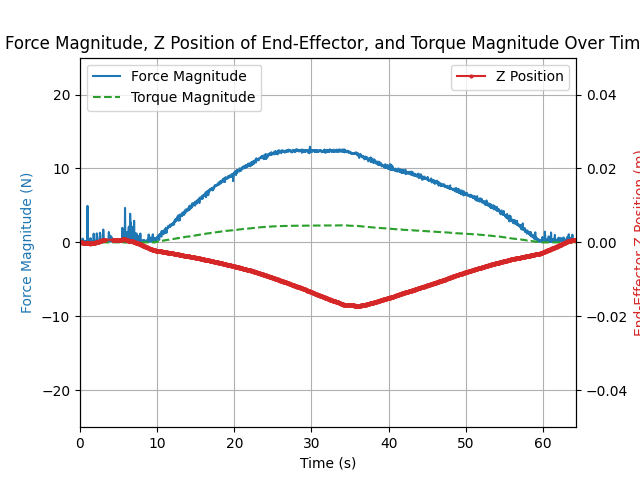 Force Magnitude, Z Position of End-Effector, and Torque Magnitude Over Tim
Force Magnitude
Torque Magnitude
Z Position
Force Magnitude (N)
20
10
0
−10
−20
0.04
0.02
0.00
−0.02
−0.04
End-Effector Z Position (m)
0
10
20
30
40
50
60
Time (s)